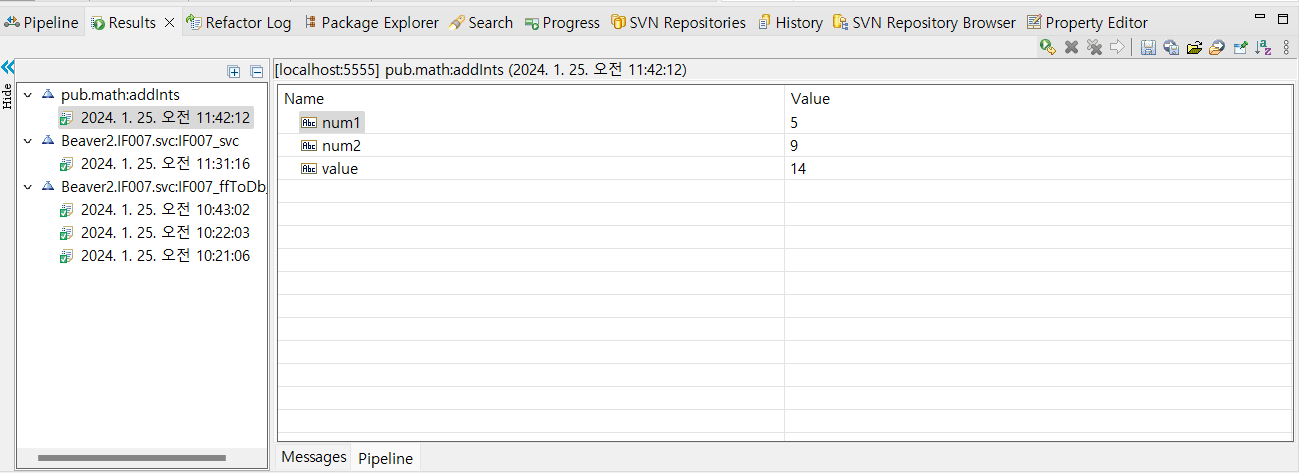 Pipeline Results Refactor Log Package Explorer Search Progress SVN Repositories History SVN Repository Browser Property Editor
Hide
pub.math:addInts
2024. 1. 25. 오전 11:42:12
Beaver2.IF007.svc:IF007_svc
2024. 1. 25. 오전 11:31:16
Beaver2.IF007.svc:IF007_ffToDb_
2024. 1. 25. 오전 10:43:02
2024. 1. 25. 오전 10:22:03
2024. 1. 25. 오전 10:21:06
[localhost:5555] pub.math:addInts (2024. 1. 25. 오전 11:42:12)
Name Value
Abc num1 5
Abc num2 9
Abc value 14
Messages Pipeline